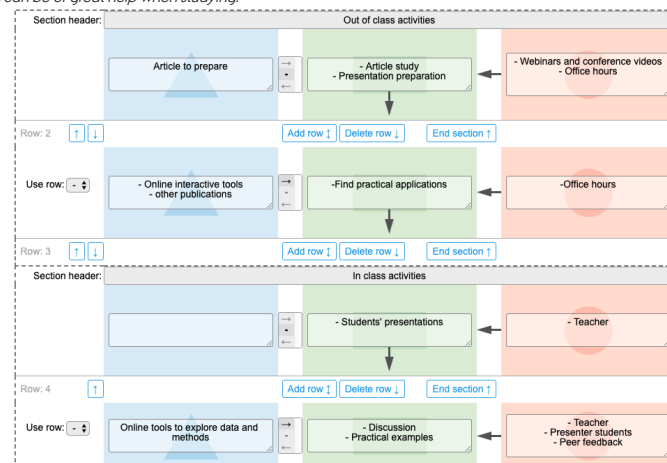 can be of great help when studying.
Section header: Out of class activities
Article to prepare
→
-
←
- Article study
- Presentation preparation
- Webinars and conference videos
- Office hours
Row: 2 ↑ ↓ Add row ↕ Delete row ↓ End section ↑
Use row: -
- Online interactive tools
- other publications
→
-
←
-Find practical applications
-Office hours
Row: 3 ↑ ↓ Add row ↕ Delete row ↓ End section ↑
Section header: In class activities
→
-
←
- Students' presentations
- Teacher
Row: 4 ↑ Add row ↕ Delete row ↓ End section ↑
Use row: -
Online tools to explore data and
methods
→
-
←
- Discussion
- Practical examples
- Teacher
- Presenter students
- Peer feedback